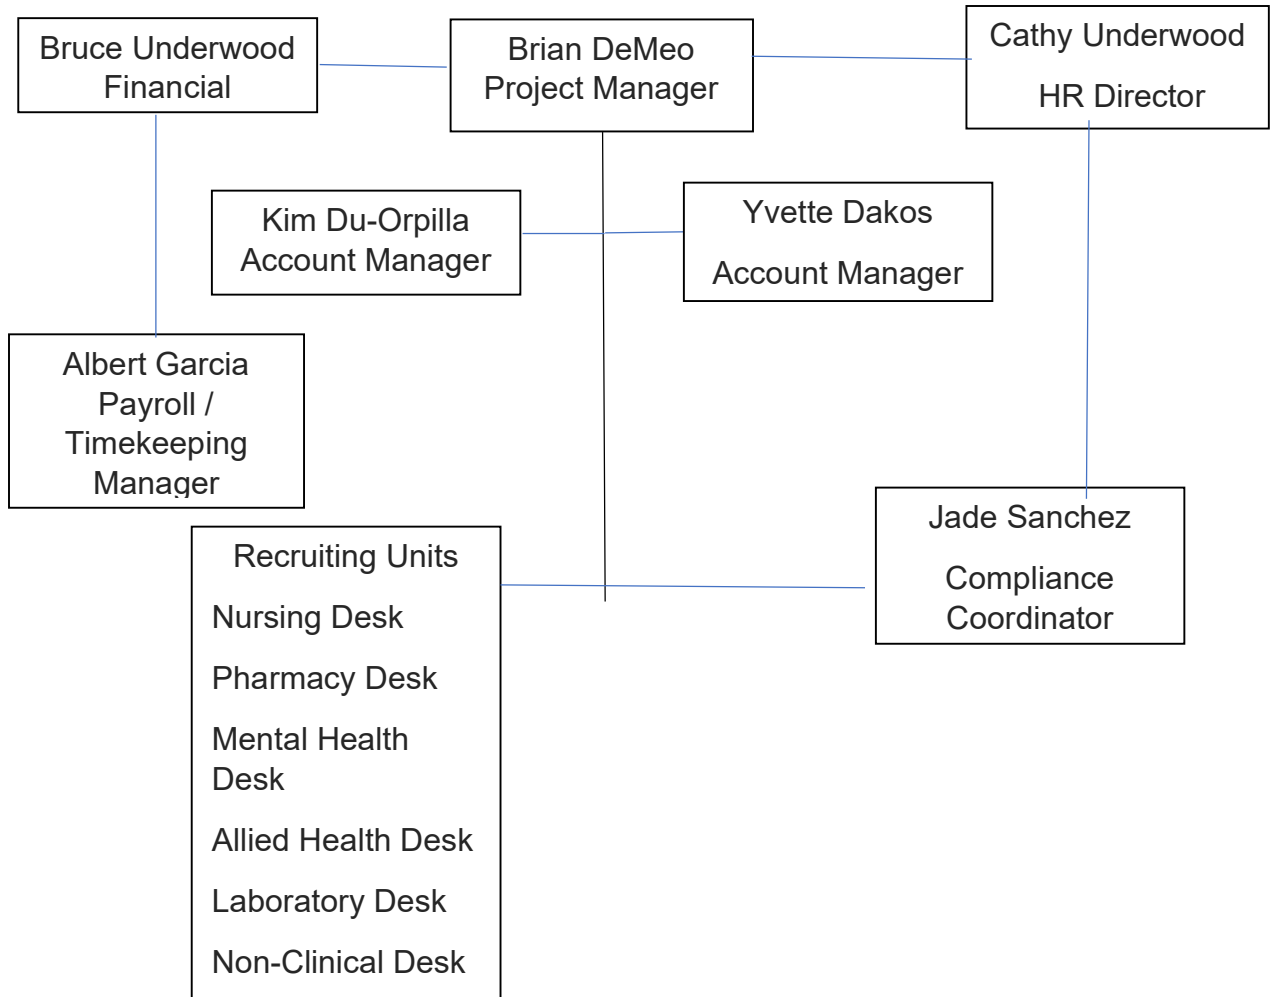 Bruce Underwood
Financial
Brian DeMeo
Project Manager
Cathy Underwood
HR Director
Kim Du-Orpilla
Account Manager
Yvette Dakos
Account Manager
Albert Garcia
Payroll /
Timekeeping
Manager
Jade Sanchez
Compliance
Coordinator
Recruiting Units
Nursing Desk
Pharmacy Desk
Mental Health
Desk
Allied Health Desk
Laboratory Desk
Non-Clinical Desk